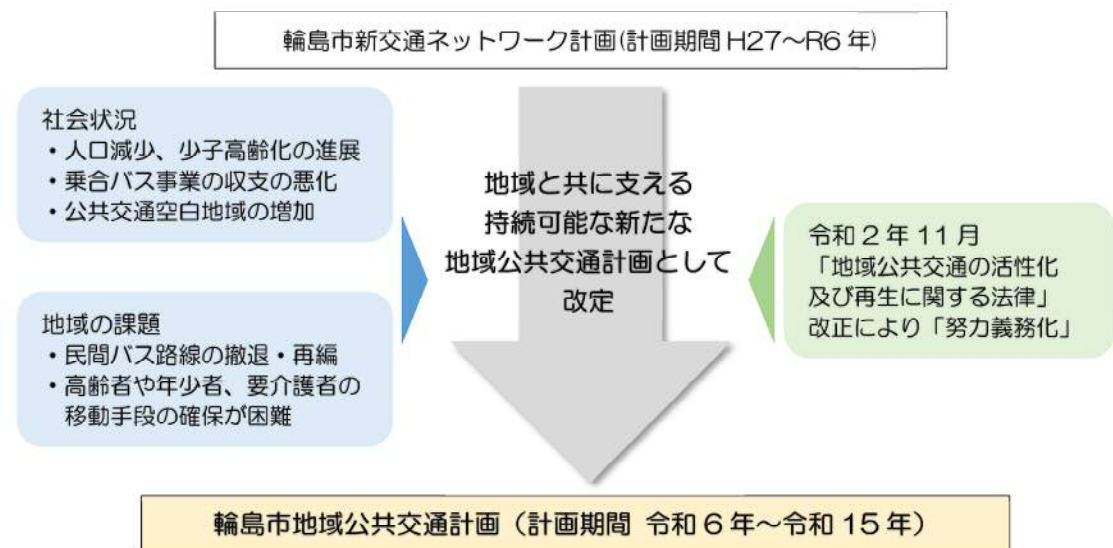 輪島市新交通ネットワーク計画(計画期間 H27～R6 年)
社会状況
・人口減少、少子高齢化の進展
・乗合バス事業の収支の悪化
・公共交通空白地域の増加
地域の課題
・民間バス路線の撤退・再編
・高齢者や年少者、要介護者の
移動手段の確保が困難
地域と共に支える
持続可能な新たな
地域公共交通計画として
改定
令和 2 年 11 月
「地域公共交通の活性化
及び再生に関する法律」
改正により「努力義務化」
輪島市地域公共交通計画（計画期間 令和 6 年～令和 15 年）